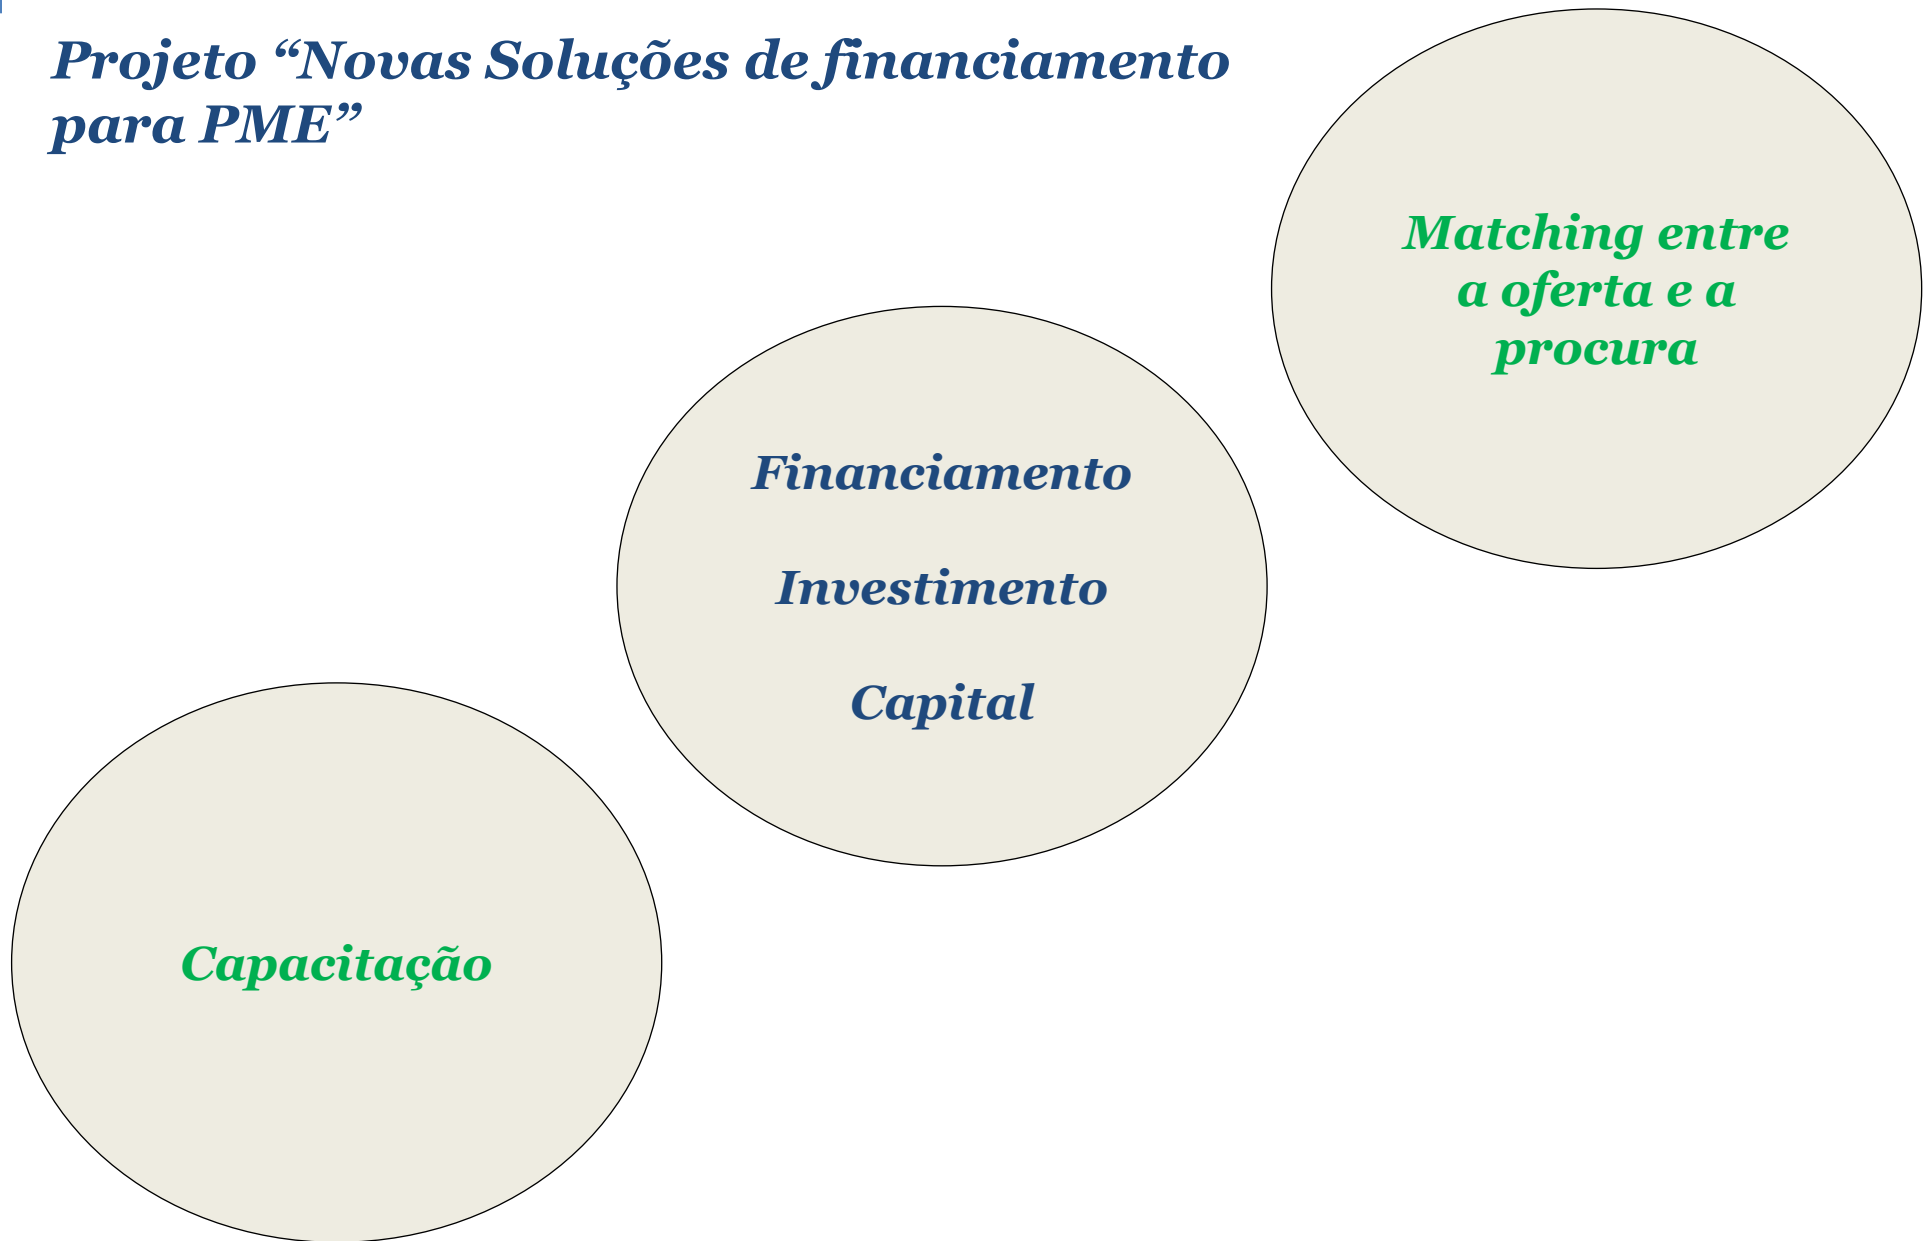 Projeto “Novas Soluções de financiamento
para PME”
Matching entre
a oferta e a
procura
Financiamento
Investimento
Capital
Capacitação